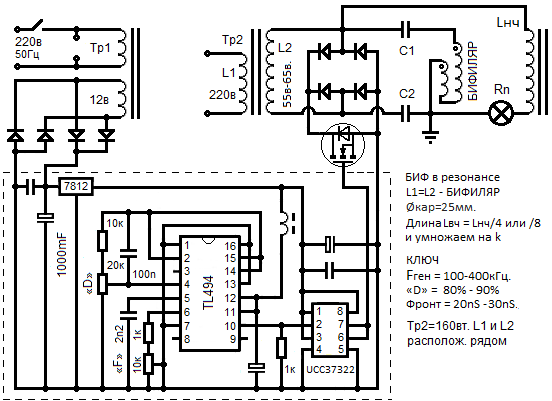 220в
50Гц
Тр1
12в
Тр2
L1
220в
L2
55в-65в.
C1
C2
БИФИЛЯР
Lнч
Rп
7812
1000mF
10к
20к
«D»
100n
2n2
1к
«F»
10к
TL494
1
2
3
4
5
6
7
8
16
15
14
13
12
11
10
9
1к
1
2
3
4
8
7
6
5
UCC37322
БИФ в резонансе
L1=L2 - БИФИЛЯР
Øкар=25мм.
ДлинаLвч = Lнч/4 или /8
и умножаем на k
КЛЮЧ
Fген = 100-400кГц.
«D» = 80% - 90%
Фронт = 20nS -30nS.
Тр2=160вт. L1 и L2
располож. рядом